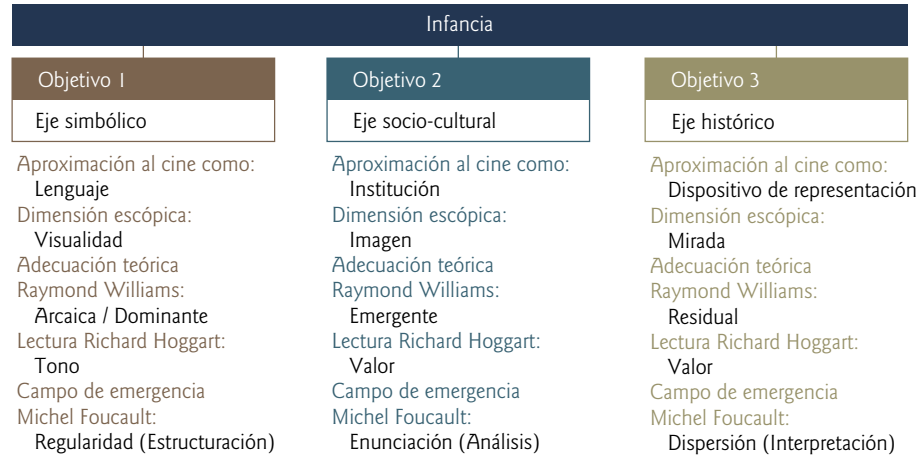 Infancia
Objetivo 1
Eje simbólico
Aproximación al cine como:
Lenguaje
Dimensión escópica:
Visualidad
Adecuación teórica
Raymond Williams:
Arcaica / Dominante
Lectura Richard Hoggart:
Tono
Campo de emergencia
Michel Foucault:
Regularidad (Estructuración)
Objetivo 2
Eje socio-cultural
Aproximación al cine como:
Institución
Dimensión escópica:
Imagen
Adecuación teórica
Raymond Williams:
Emergente
Lectura Richard Hoggart:
Valor
Campo de emergencia
Michel Foucault:
Enunciación (Análisis)
Objetivo 3
Eje histórico
Aproximación al cine como:
Dispositivo de representación
Dimensión escópica:
Mirada
Adecuación teórica
Raymond Williams:
Residual
Lectura Richard Hoggart:
Valor
Campo de emergencia
Michel Foucault:
Dispersión (Interpretación)